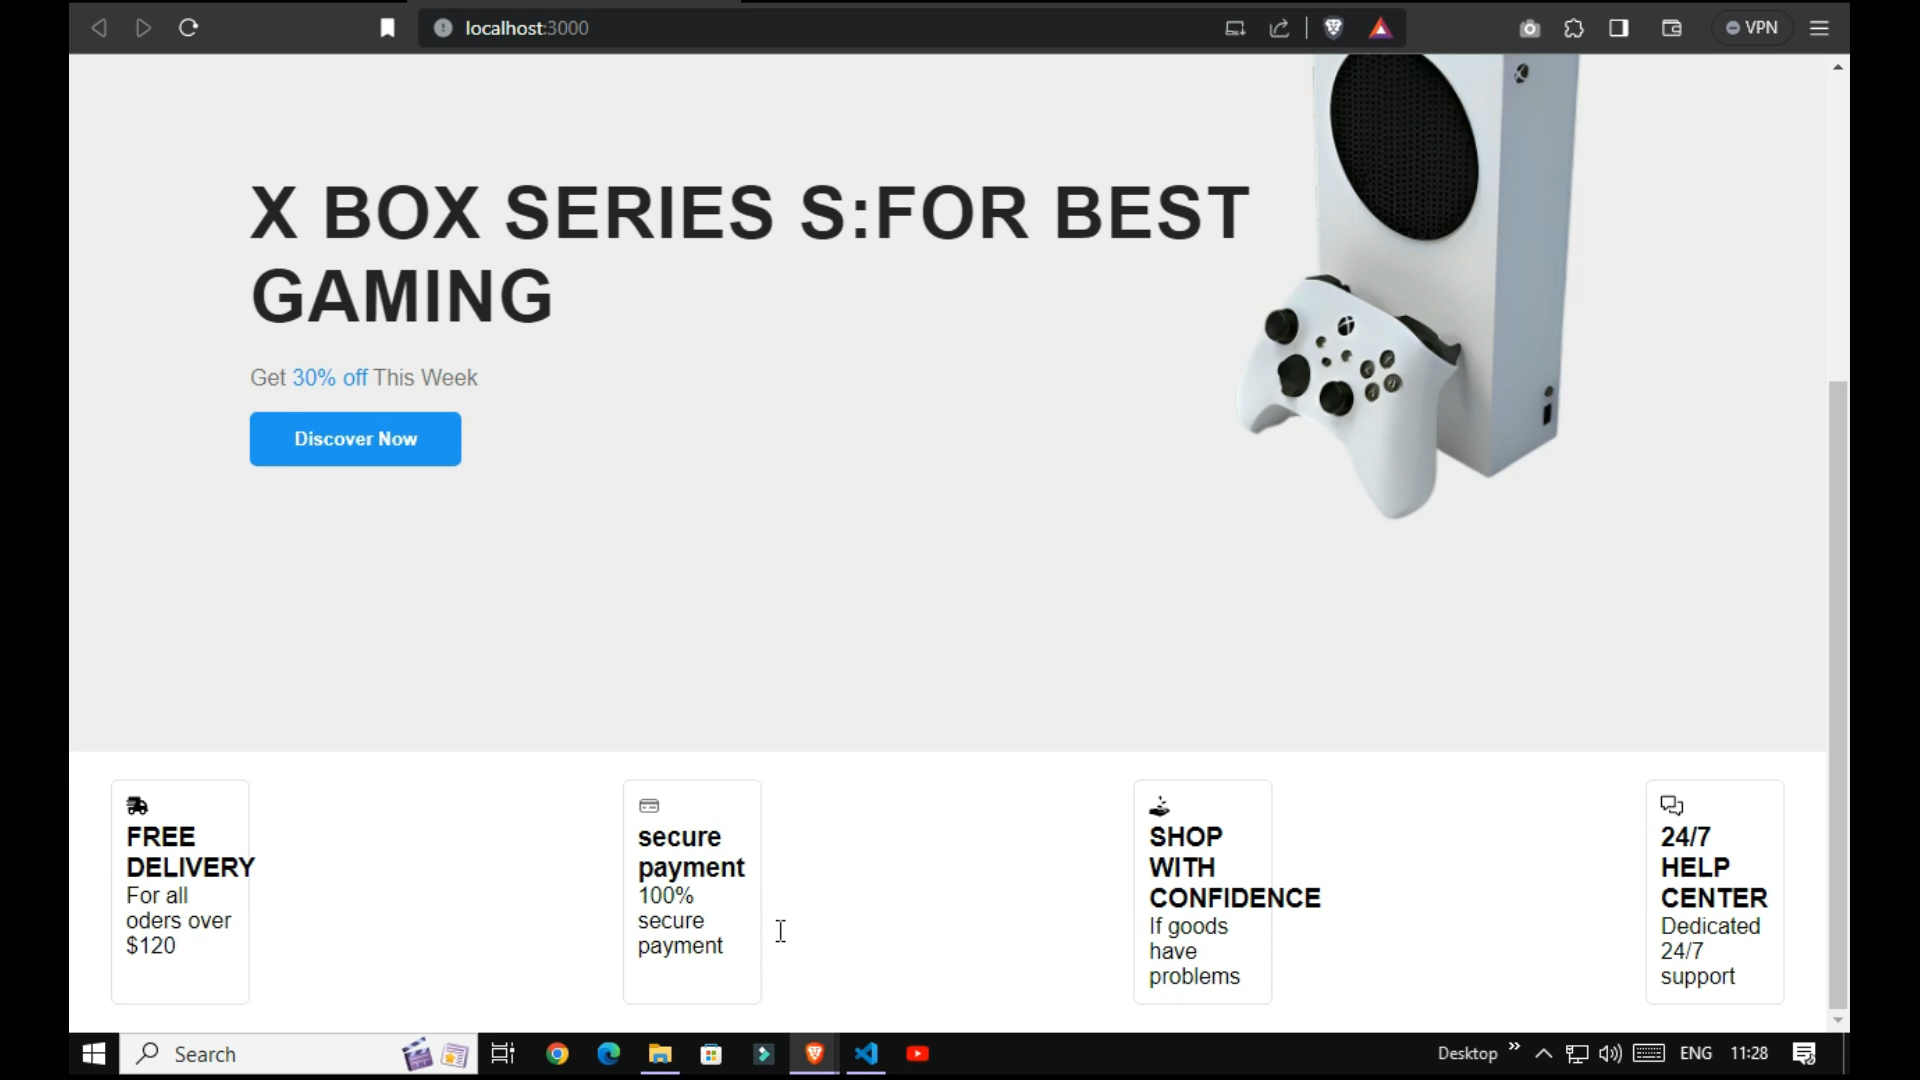 localhost:3000
VPN
X BOX SERIES S:FOR BEST
GAMING
Get 30% off This Week
Discover Now
FREE
DELIVERY
For all
oders over
$120
secure
payment
100%
secure
payment
SHOP
WITH
CONFIDENCE
If goods
have
problems
24/7
HELP
CENTER
Dedicated
24/7
support
Search
Desktop
ENG
11:28